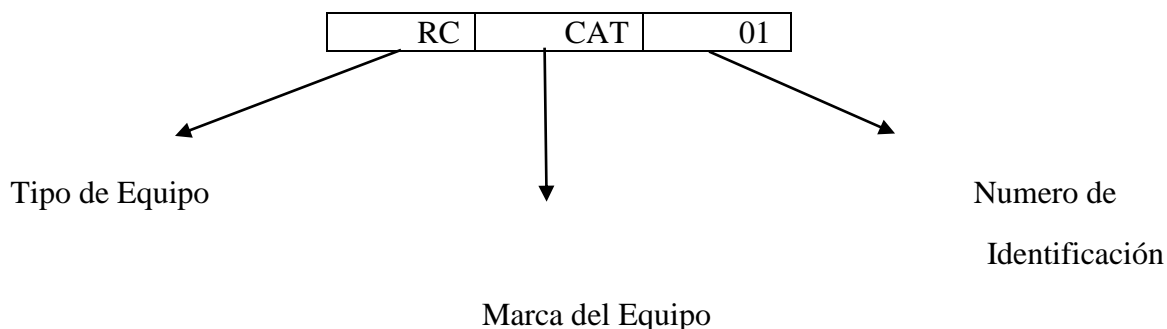 RC CAT 01
Tipo de Equipo
Numero de
Identificación
Marca del Equipo